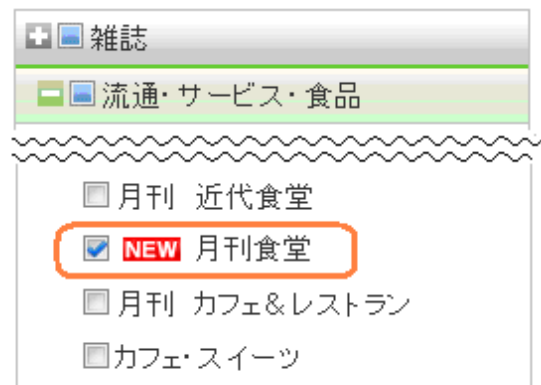 雑誌
流通・サービス・食品
月刊 近代食堂
NEW 月刊食堂
月刊 カフェ&レストラン
カフェ・スイーツ